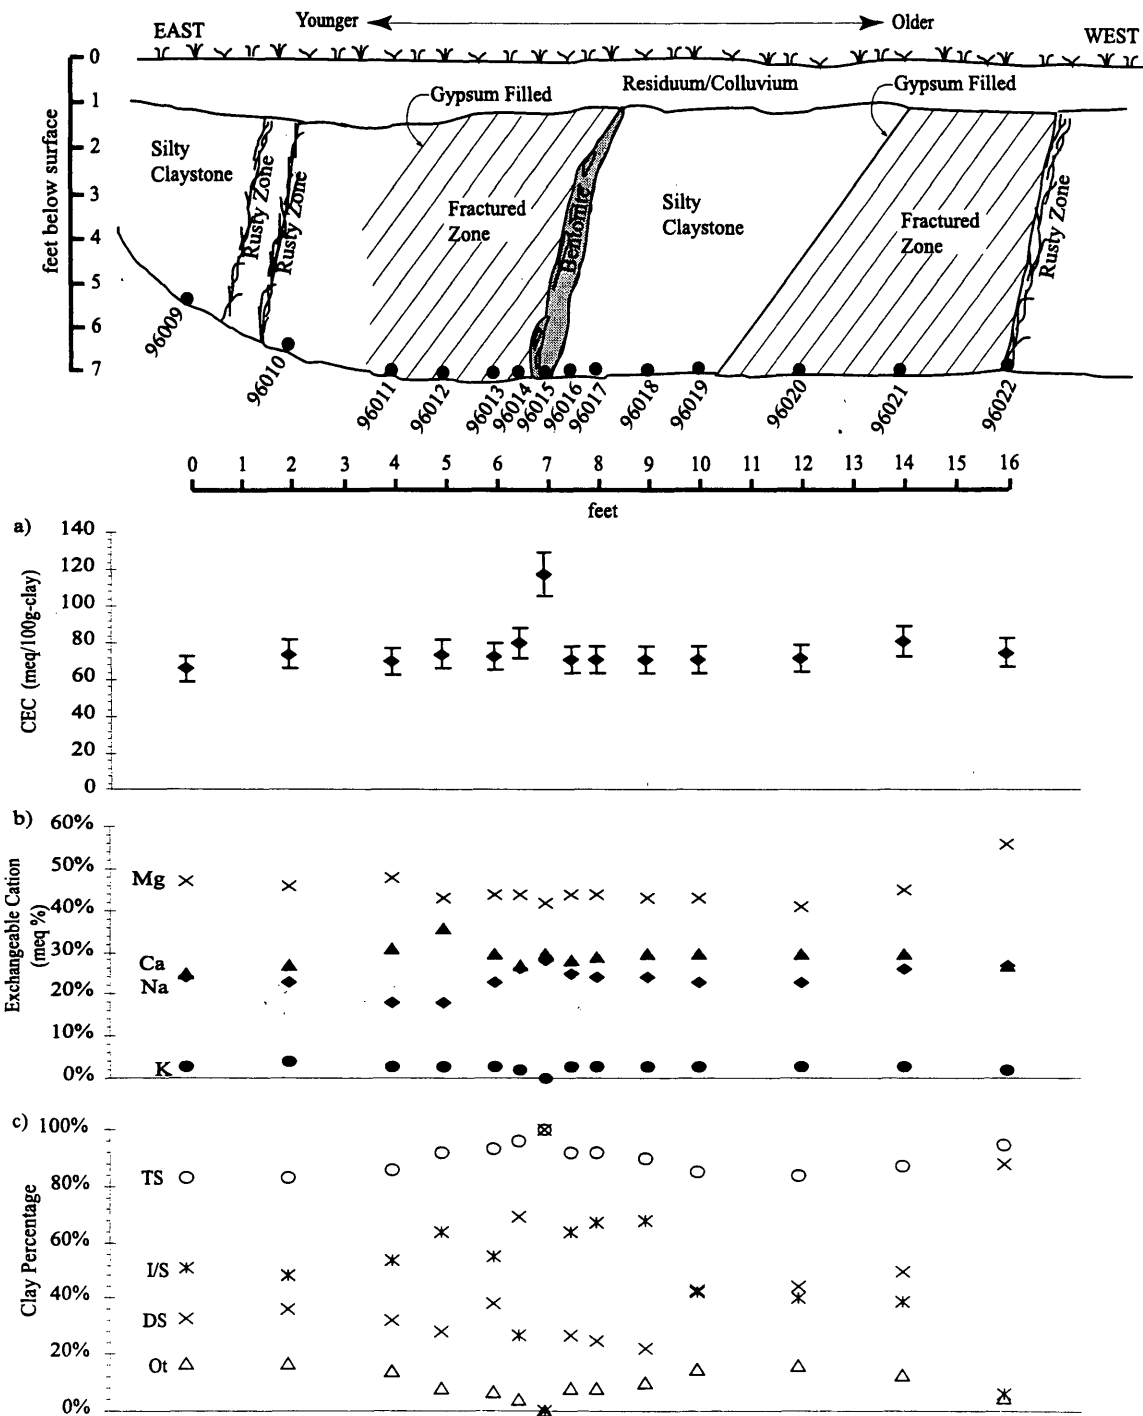 EAST
Younger
Older
WEST
0
1
2
3
4
5
6
7
feet below surface
Residuum/Colluvium
Gypsum Filled
Gypsum Filled
Silty
Claystone
Rusty Zone
Rusty Zone
Fractured
Zone
Bentonite
Silty
Claystone
Fractured
Zone
Rusty Zone
96009
96010
96011
96012
96013
96014
96015
96016
96017
96018
96019
96020
96021
96022
0 1 2 3 4 5 6 7 8 9 10 12 13 14 15 16
feet
a)
CEC (meq/100g-clay)
140
120
100
80
60
40
20
0
b)
Exchangeable Cation
(meq %)
60%
50%
40%
30%
20%
10%
0%
Mg
Ca
Na
K
c)
Clay Percentage
100%
80%
60%
40%
20%
0%
TS
I/S
DS
Ot